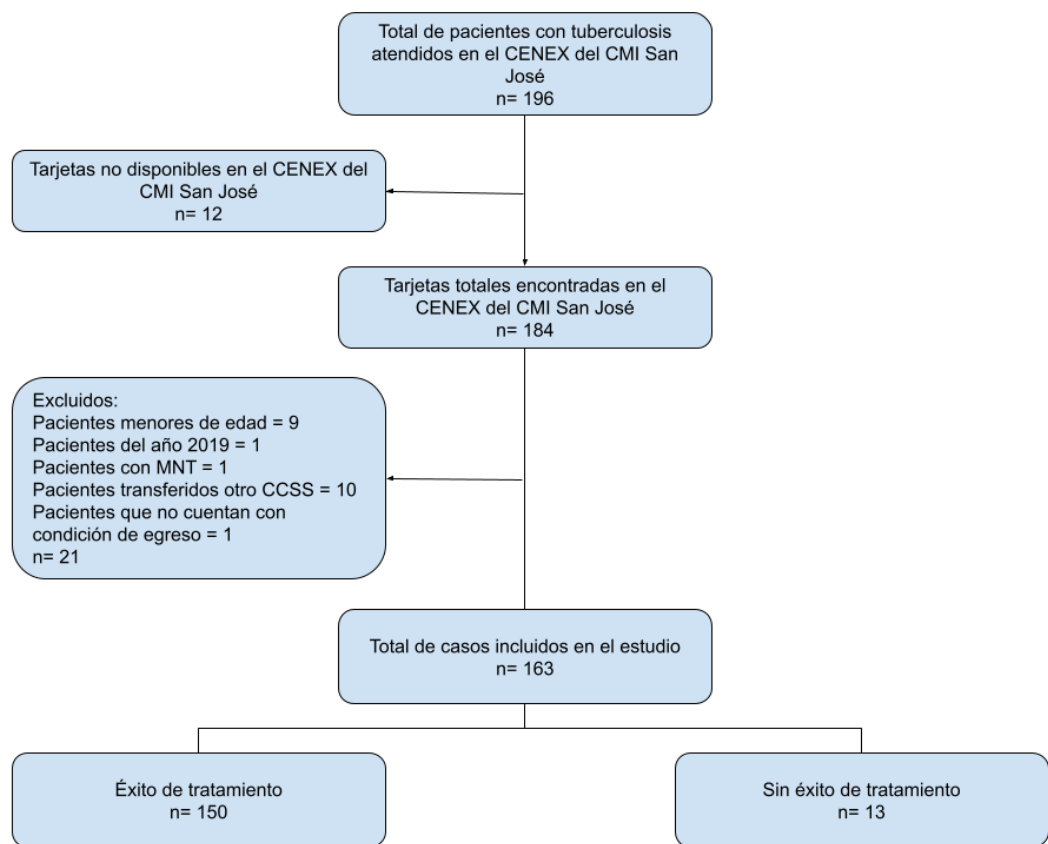 Total de pacientes con tuberculosis
atendidos en el CENEX del CMI San
José
n= 196
Tarjetas no disponibles en el CENEX del
CMI San José
n= 12
Tarjetas totales encontradas en el
CENEX del CMI San José
n= 184
Excluidos:
Pacientes menores de edad = 9
Pacientes del año 2019 = 1
Pacientes con MNT = 1
Pacientes transferidos otro CCSS = 10
Pacientes que no cuentan con
condición de egreso = 1
n= 21
Total de casos incluidos en el estudio
n= 163
Éxito de tratamiento
n= 150
Sin éxito de tratamiento
n= 13